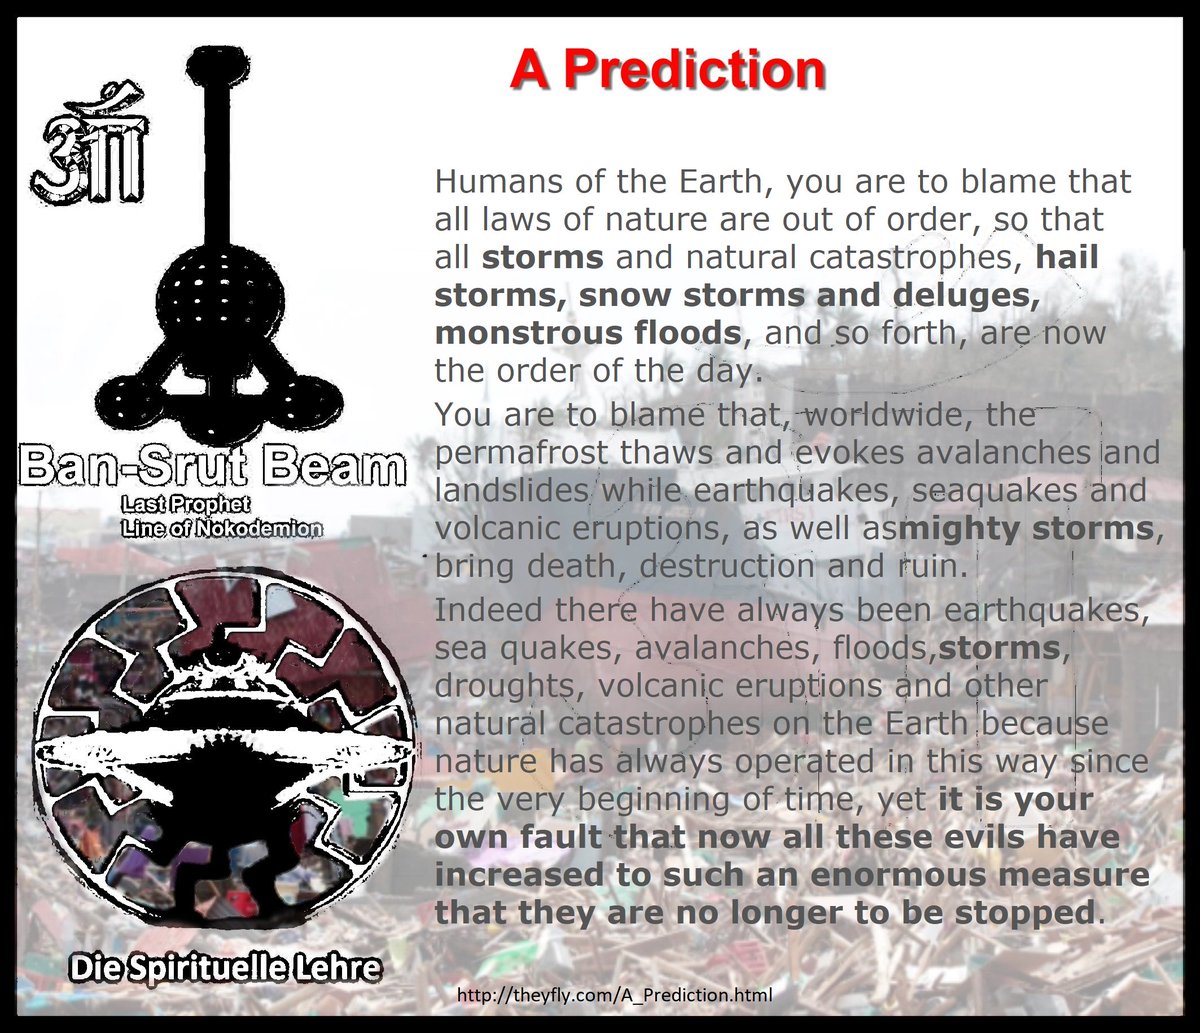 A Prediction
ॐ
Ban-Srut Beam
Last Prophet
Line of Nokodemion
Die Spirituelle Lehre
Humans of the Earth, you are to blame that
all laws of nature are out of order, so that
all storms and natural catastrophes, hail
storms, snow storms and deluges,
monstrous floods, and so forth, are now
the order of the day.
You are to blame that, worldwide, the
permafrost thaws and evokes avalanches and
landslides while earthquakes, seaquakes and
volcanic eruptions, as well asmighty storms,
bring death, destruction and ruin.
Indeed there have always been earthquakes,
sea quakes, avalanches, floods,storms,
droughts, volcanic eruptions and other
natural catastrophes on the Earth because
nature has always operated in this way since
the very beginning of time, yet it is your
own fault that now all these evils have
increased to such an enormous measure
that they are no longer to be stopped.
http://theyfly.com/A_Prediction.html